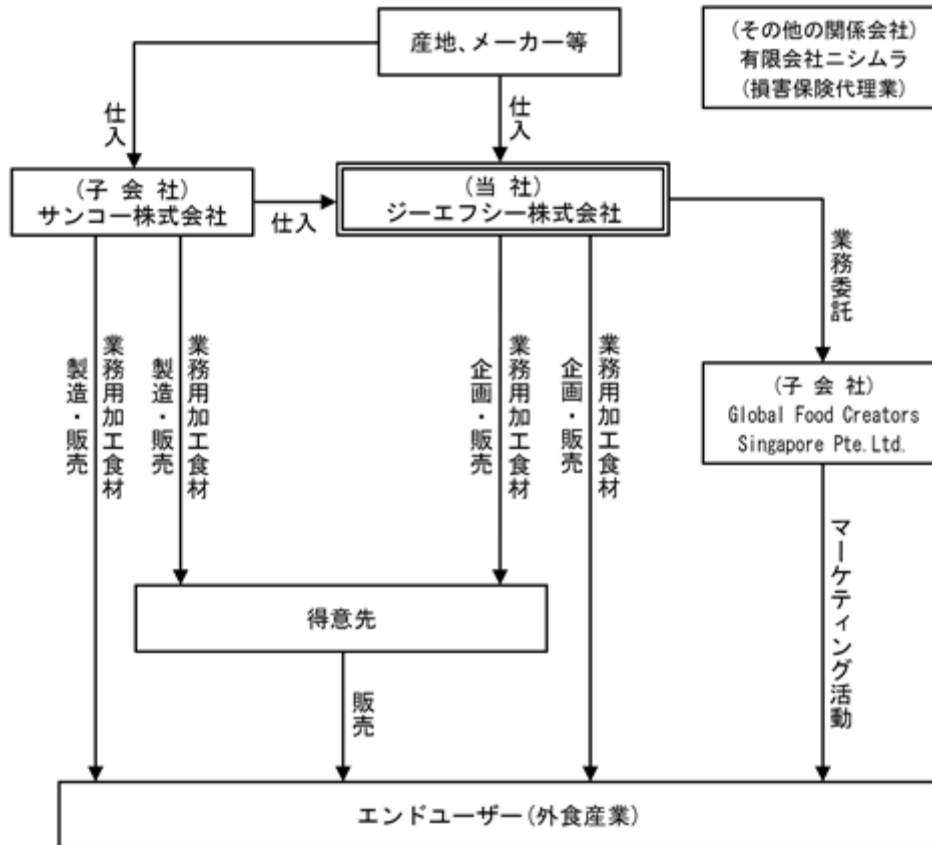 産地、メーカー等
(その他の関係会社)
有限会社ニシムラ
(損害保険代理業)
仕入
仕入
(子 会 社)
サンコー株式会社
仕入
(当 社)
ジーエフシー株式会社
業務委託
製造・販売
業務用加工食材
製造・販売
業務用加工食材
企画・販売
業務用加工食材
企画・販売
業務用加工食材
(子 会 社)
Global Food Creators
Singapore Pte.Ltd.
得意先
販売
マーケティング活動
エンドユーザー(外食産業)